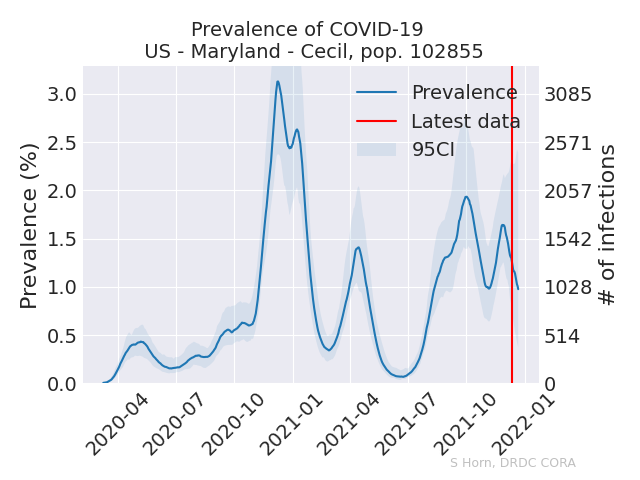 Prevalence of COVID-19
US - Maryland - Cecil, pop. 102855
Prevalence
Latest data
95CI
Prevalence (%)
3.0
2.5
2.0
1.5
1.0
0.5
0.0
3085
2571
2057
1542
1028
514
0
# of infections
2020-04
2020-07
2020-10
2021-01
2021-04
2021-07
2021-10
2022-01
S Horn, DRDC CORA